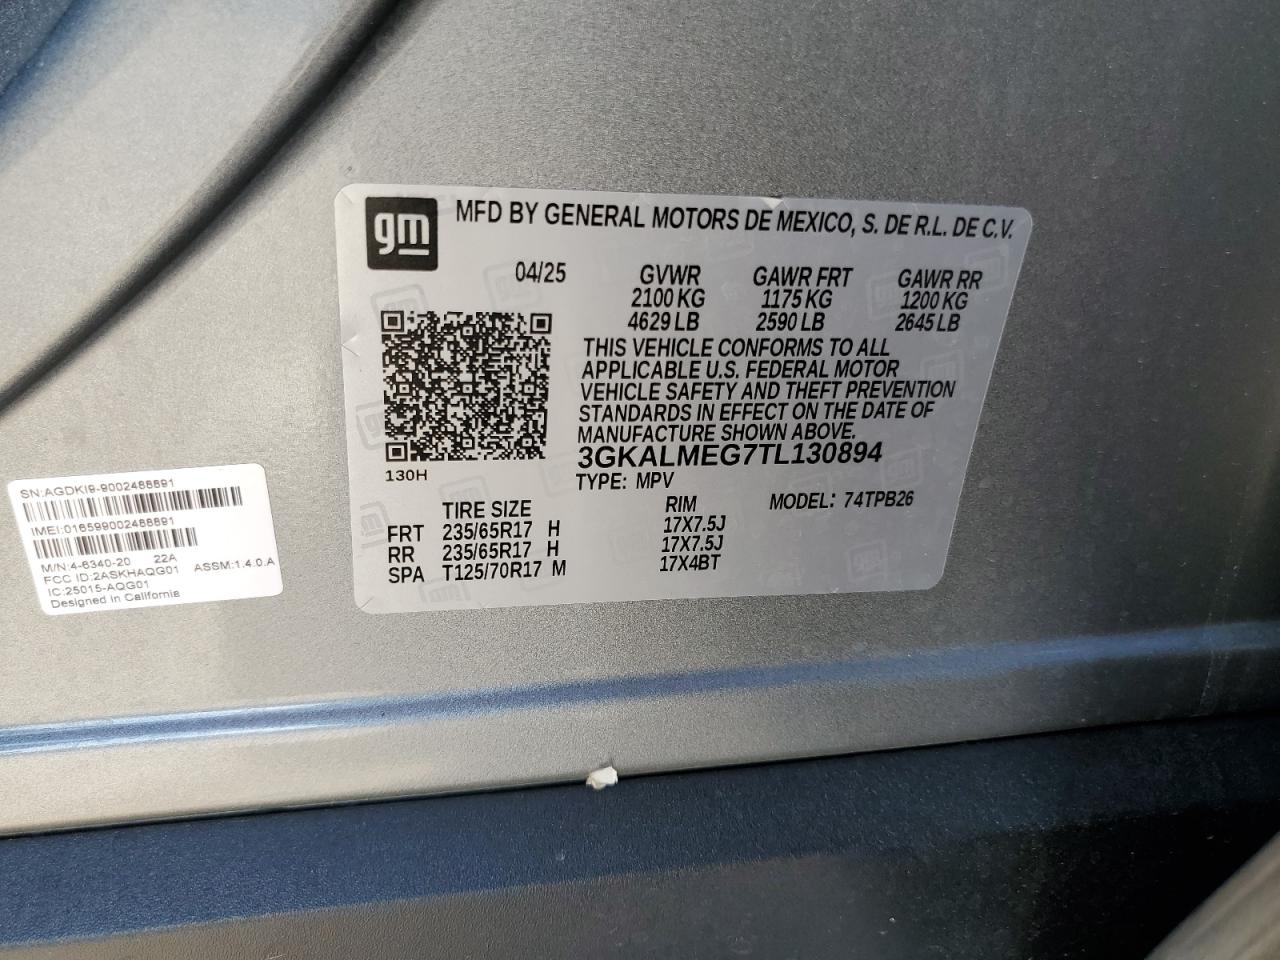 gm
MFD BY GENERAL MOTORS DE MEXICO, S. DE R.L. DE C.V.
04/25 GVWR GAWR FRT GAWR RR
2100 KG 1175 KG 1200 KG
4629 LB 2590 LB 2645 LB
THIS VEHICLE CONFORMS TO ALL
APPLICABLE U.S. FEDERAL MOTOR
VEHICLE SAFETY AND THEFT PREVENTION
STANDARDS IN EFFECT ON THE DATE OF
MANUFACTURE SHOWN ABOVE.
3GKALMEG7TL130894
130H
TYPE: MPV MODEL: 74TPB26
TIRE SIZE RIM
FRT 235/65R17 H 17X7.5J
RR 235/65R17 H 17X7.5J
SPA T125/70R17 M 17X4BT
SN:AGDKI9-9002488891
IMEI:016599002488891
M/N:4-6340-20 22A
FCC ID:2ASKHAQG01 ASSM:1.4.0.A
IC:25015-AQG01
Designed in California